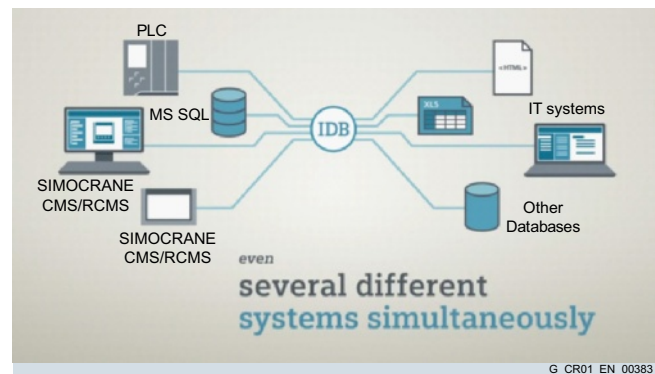 PLC
<HTML>
XLS
MS SQL
IDB
IT systems
SIMOCRANE
CMS/RCMS
SIMOCRANE
CMS/RCMS
Other
Databases
even
several different
systems simultaneously
G_CR01_EN_00383